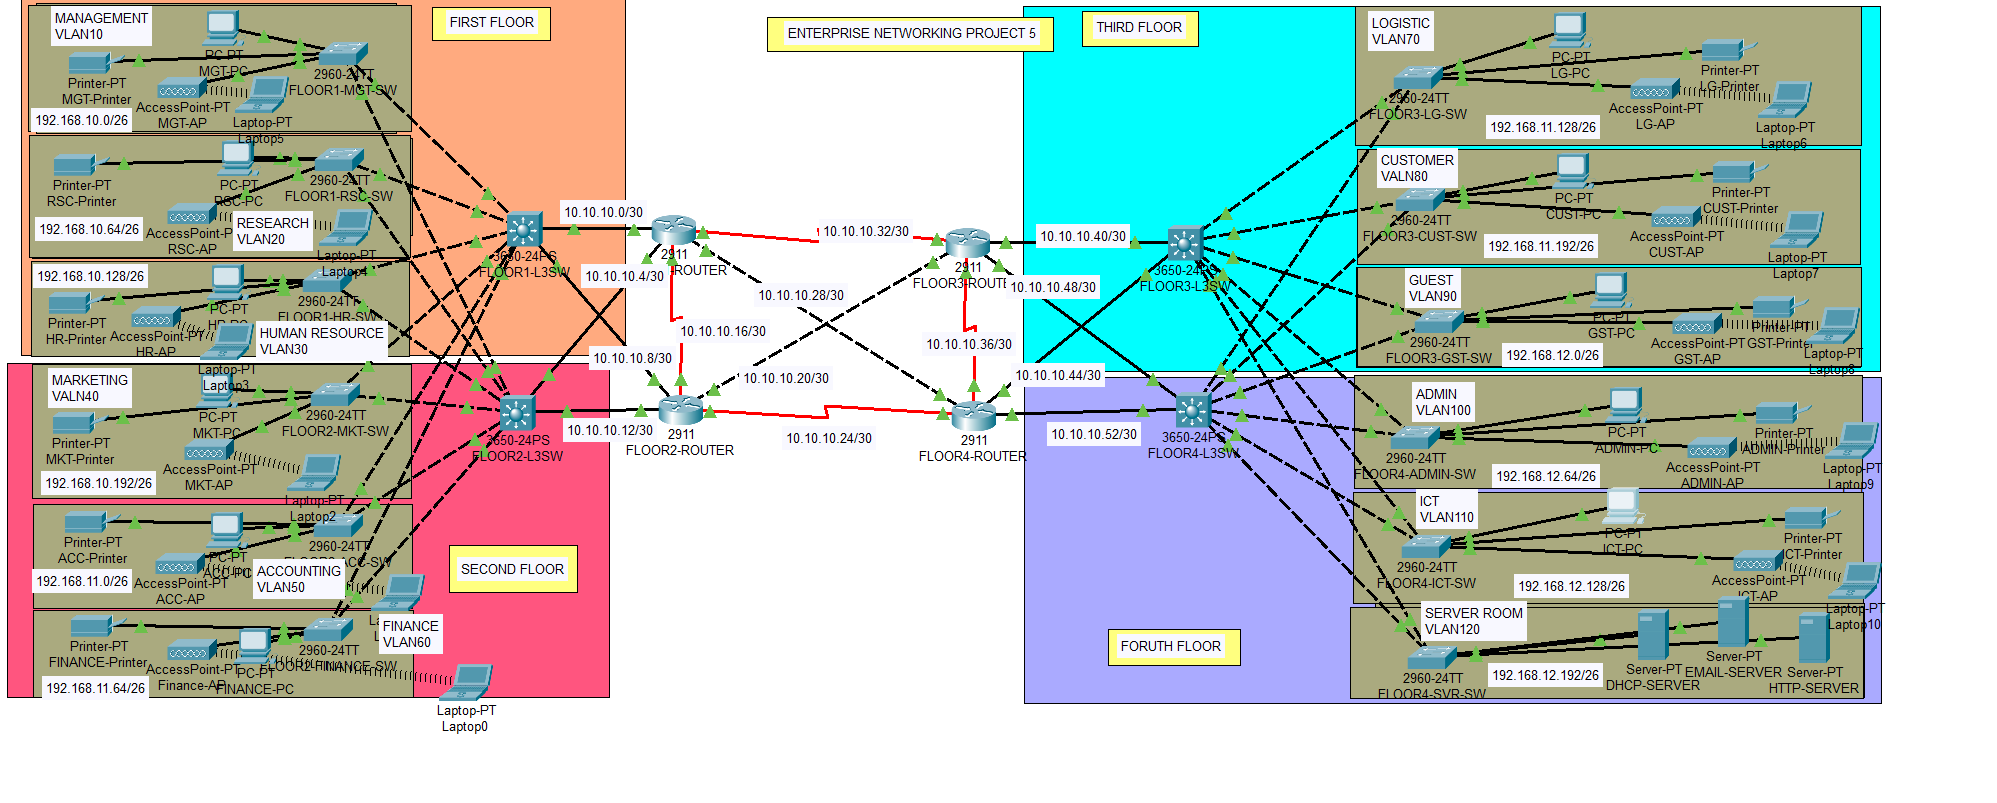 ENTERPRISE NETWORKING PROJECT 5
FIRST FLOOR
MANAGEMENT
VLAN10
PC-PT
MGT-PC
2960-24TT
FLOOR1-MGT-SW
Printer-PT
MGT-Printer
AccessPoint-PT
MGT-AP
Laptop-PT
Laptop5
192.168.10.0/26
Printer-PT
RSC-Printer
PC-PT
RSC-PC
2960-24TT
FLOOR1-RSC-SW
192.168.10.64/26
AccessPoint-P
RSC-AP
RESEARCH
VLAN20
Laptop-PT
Laptop4
192.168.10.128/26
Printer-PT
HR-Printer
PC-PT
HR-PC
2960-24TT
FLOOR1-HR-SW
AccessPoint-PT
HR-AP
HUMAN RESOURCE
VLAN30
Laptop-PT
Laptop3
3650-24PS
FLOOR1-L3SW
SECOND FLOOR
MARKETING
VALN40
PC-PT
MKT-PC
2960-24TT
FLOOR2-MKT-SW
Printer-PT
MKT-Printer
AccessPoint-PT
MKT-AP
192.168.10.192/26
Laptop-PT
Laptop2
Printer-PT
ACC-Printer
PC-PT
ACC-PC
2960-24TT
AccessPoint-PT
ACC-AP
192.168.11.0/26
ACCOUNTING
VLAN50
Printer-PT
FINANCE-Printer
AccessPoint-PT
Finance-AP
PC-PT
FINANCE-PC
2960-24TT
FLOOR2-FINANCE-SW
FINANCE
VLAN60
192.168.11.64/26
Laptop-PT
Laptop0
3650-24PS
FLOOR2-L3SW
10.10.10.0/30
2911
ROUTER
10.10.10.4/30
10.10.10.32/30
10.10.10.28/30
10.10.10.16/30
10.10.10.8/30
10.10.10.20/30
10.10.10.12/30
2911
FLOOR2-ROUTER
10.10.10.24/30
2911
10.10.10.40/30
10.10.10.48/30
10.10.10.36/30
10.10.10.44/30
2911
FLOOR4-ROUTER
10.10.10.52/30
THIRD FLOOR
3650-24PS
FLOOR3-L3SW
LOGISTIC
VLAN70
PC-PT
LG-PC
Printer-PT
LG-Printer
2960-24TT
FLOOR3-LG-SW
AccessPoint-PT
LG-AP
192.168.11.128/26
Laptop-PT
Laptop6
CUSTOMER
VALN80
PC-PT
CUST-PC
Printer-PT
CUST-Printer
2960-24TT
FLOOR3-CUST-SW
AccessPoint-PT
CUST-AP
192.168.11.192/26
Laptop-PT
Laptop7
GUEST
VLAN90
PC-PT
GST-PC
Printer-PT
GST-Printer
2960-24TT
FLOOR3-GST-SW
AccessPoint-PT
GST-AP
192.168.12.0/26
Laptop-PT
Laptop8
3650-24PS
FLOOR4-L3SW
ADMIN
VLAN100
PC-PT
ADMIN-PC
Printer-PT
ADMIN-Printer
2960-24TT
FLOOR4-ADMIN-SW
AccessPoint-PT
ADMIN-AP
192.168.12.64/26
Laptop-PT
Laptop9
ICT
VLAN110
PC-PT
ICT-PC
Printer-PT
ICT-Printer
2960-24TT
FLOOR4-ICT-SW
AccessPoint-PT
ICT-AP
192.168.12.128/26
Laptop-PT
Laptop10
SERVER ROOM
VLAN120
2960-24TT
FLOOR4-SVR-SW
192.168.12.192/26
Server-PT
DHCP-SERVER
Server-PT
EMAIL-SERVER
Server-PT
HTTP-SERVER
FORUTH FLOOR